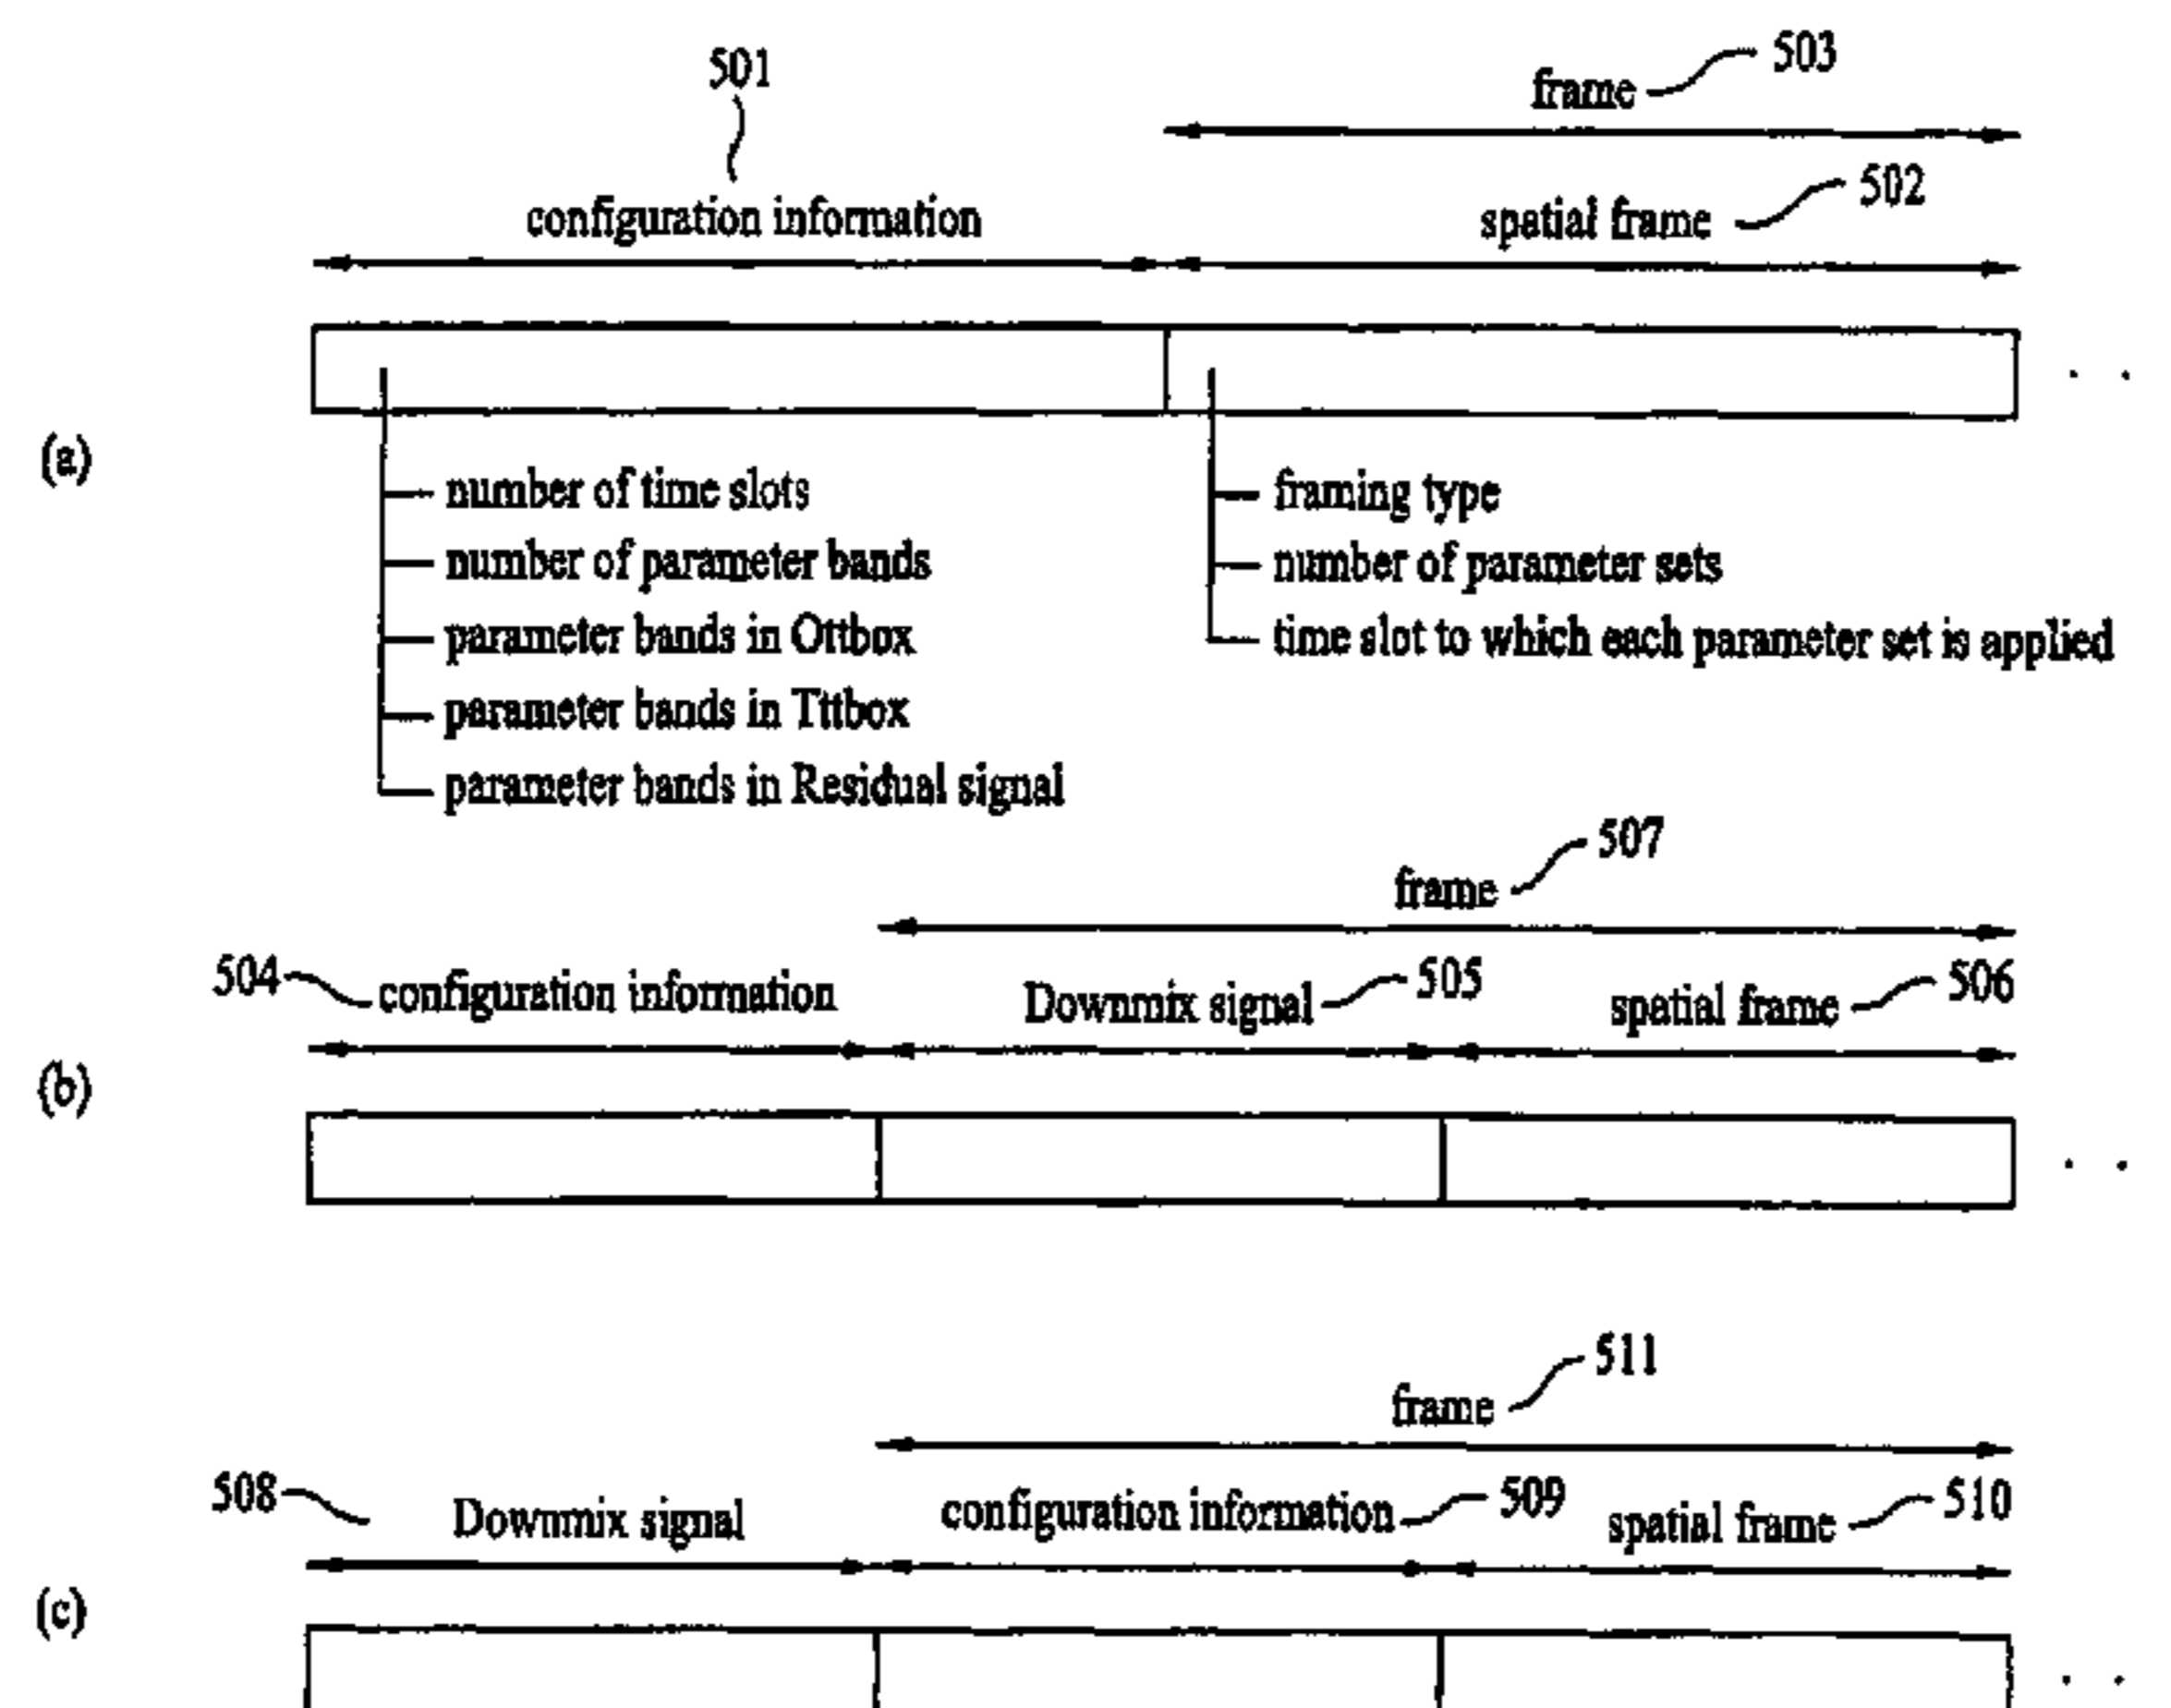 501
frame 503
configuration information
spatial frame 502
(a)
number of time slots
number of parameter bands
parameter bands in Ottbox
parameter bands in Tttbox
parameter bands in Residual signal
framing type
number of parameter sets
time slot to which each parameter set is applied
frame 507
504 configuration information
Downmix signal 505
spatial frame 506
(b)
frame 511
508 Downmix signal
configuration information 509
spatial frame 510
(c)